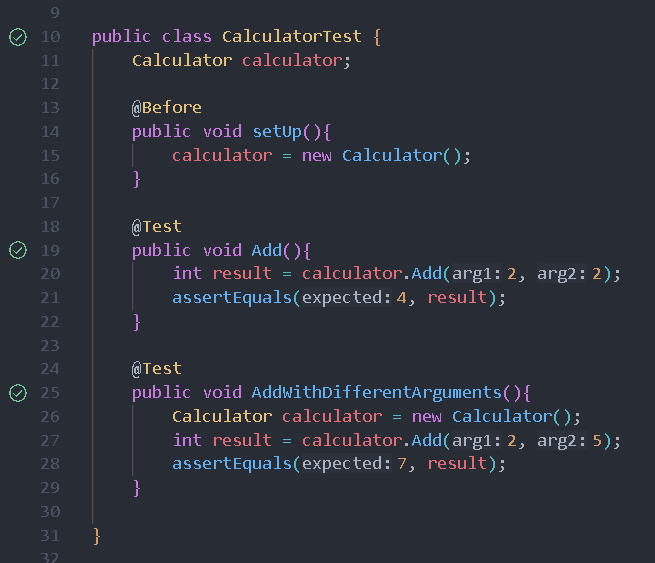 9
10 public class CalculatorTest {
11 Calculator calculator;
12
13 @Before
14 public void setUp(){
15 calculator = new Calculator();
16 }
17
18 @Test
19 public void Add(){
20 int result = calculator.Add(arg1: 2, arg2: 2);
21 assertEquals(expected: 4, result);
22 }
23
24 @Test
25 public void AddWithDifferentArguments(){
26 Calculator calculator = new Calculator();
27 int result = calculator.Add(arg1: 2, arg2: 5);
28 assertEquals(expected: 7, result);
29 }
30
31 }
32